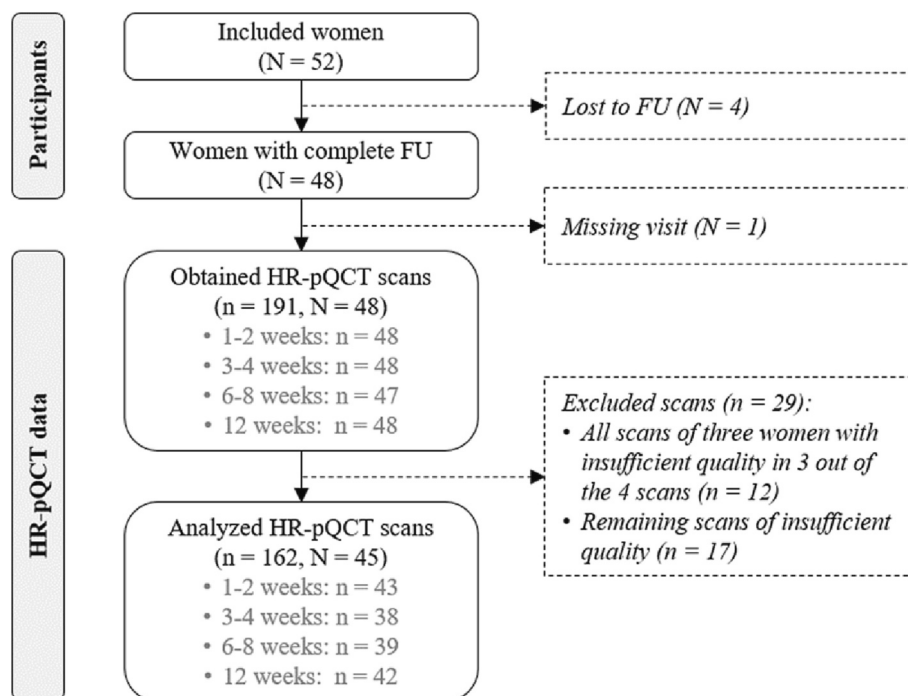 Participants
Included women
(N = 52)
Lost to FU (N = 4)
Women with complete FU
(N = 48)
Missing visit (N = 1)
HR-pQCT data
Obtained HR-pQCT scans
(n = 191, N = 48)
• 1-2 weeks: n = 48
• 3-4 weeks: n = 48
• 6-8 weeks: n = 47
• 12 weeks: n = 48
Excluded scans (n = 29):
• All scans of three women with
insufficient quality in 3 out of
the 4 scans (n = 12)
• Remaining scans of insufficient
quality (n = 17)
Analyzed HR-pQCT scans
(n = 162, N = 45)
• 1-2 weeks: n = 43
• 3-4 weeks: n = 38
• 6-8 weeks: n = 39
• 12 weeks: n = 42